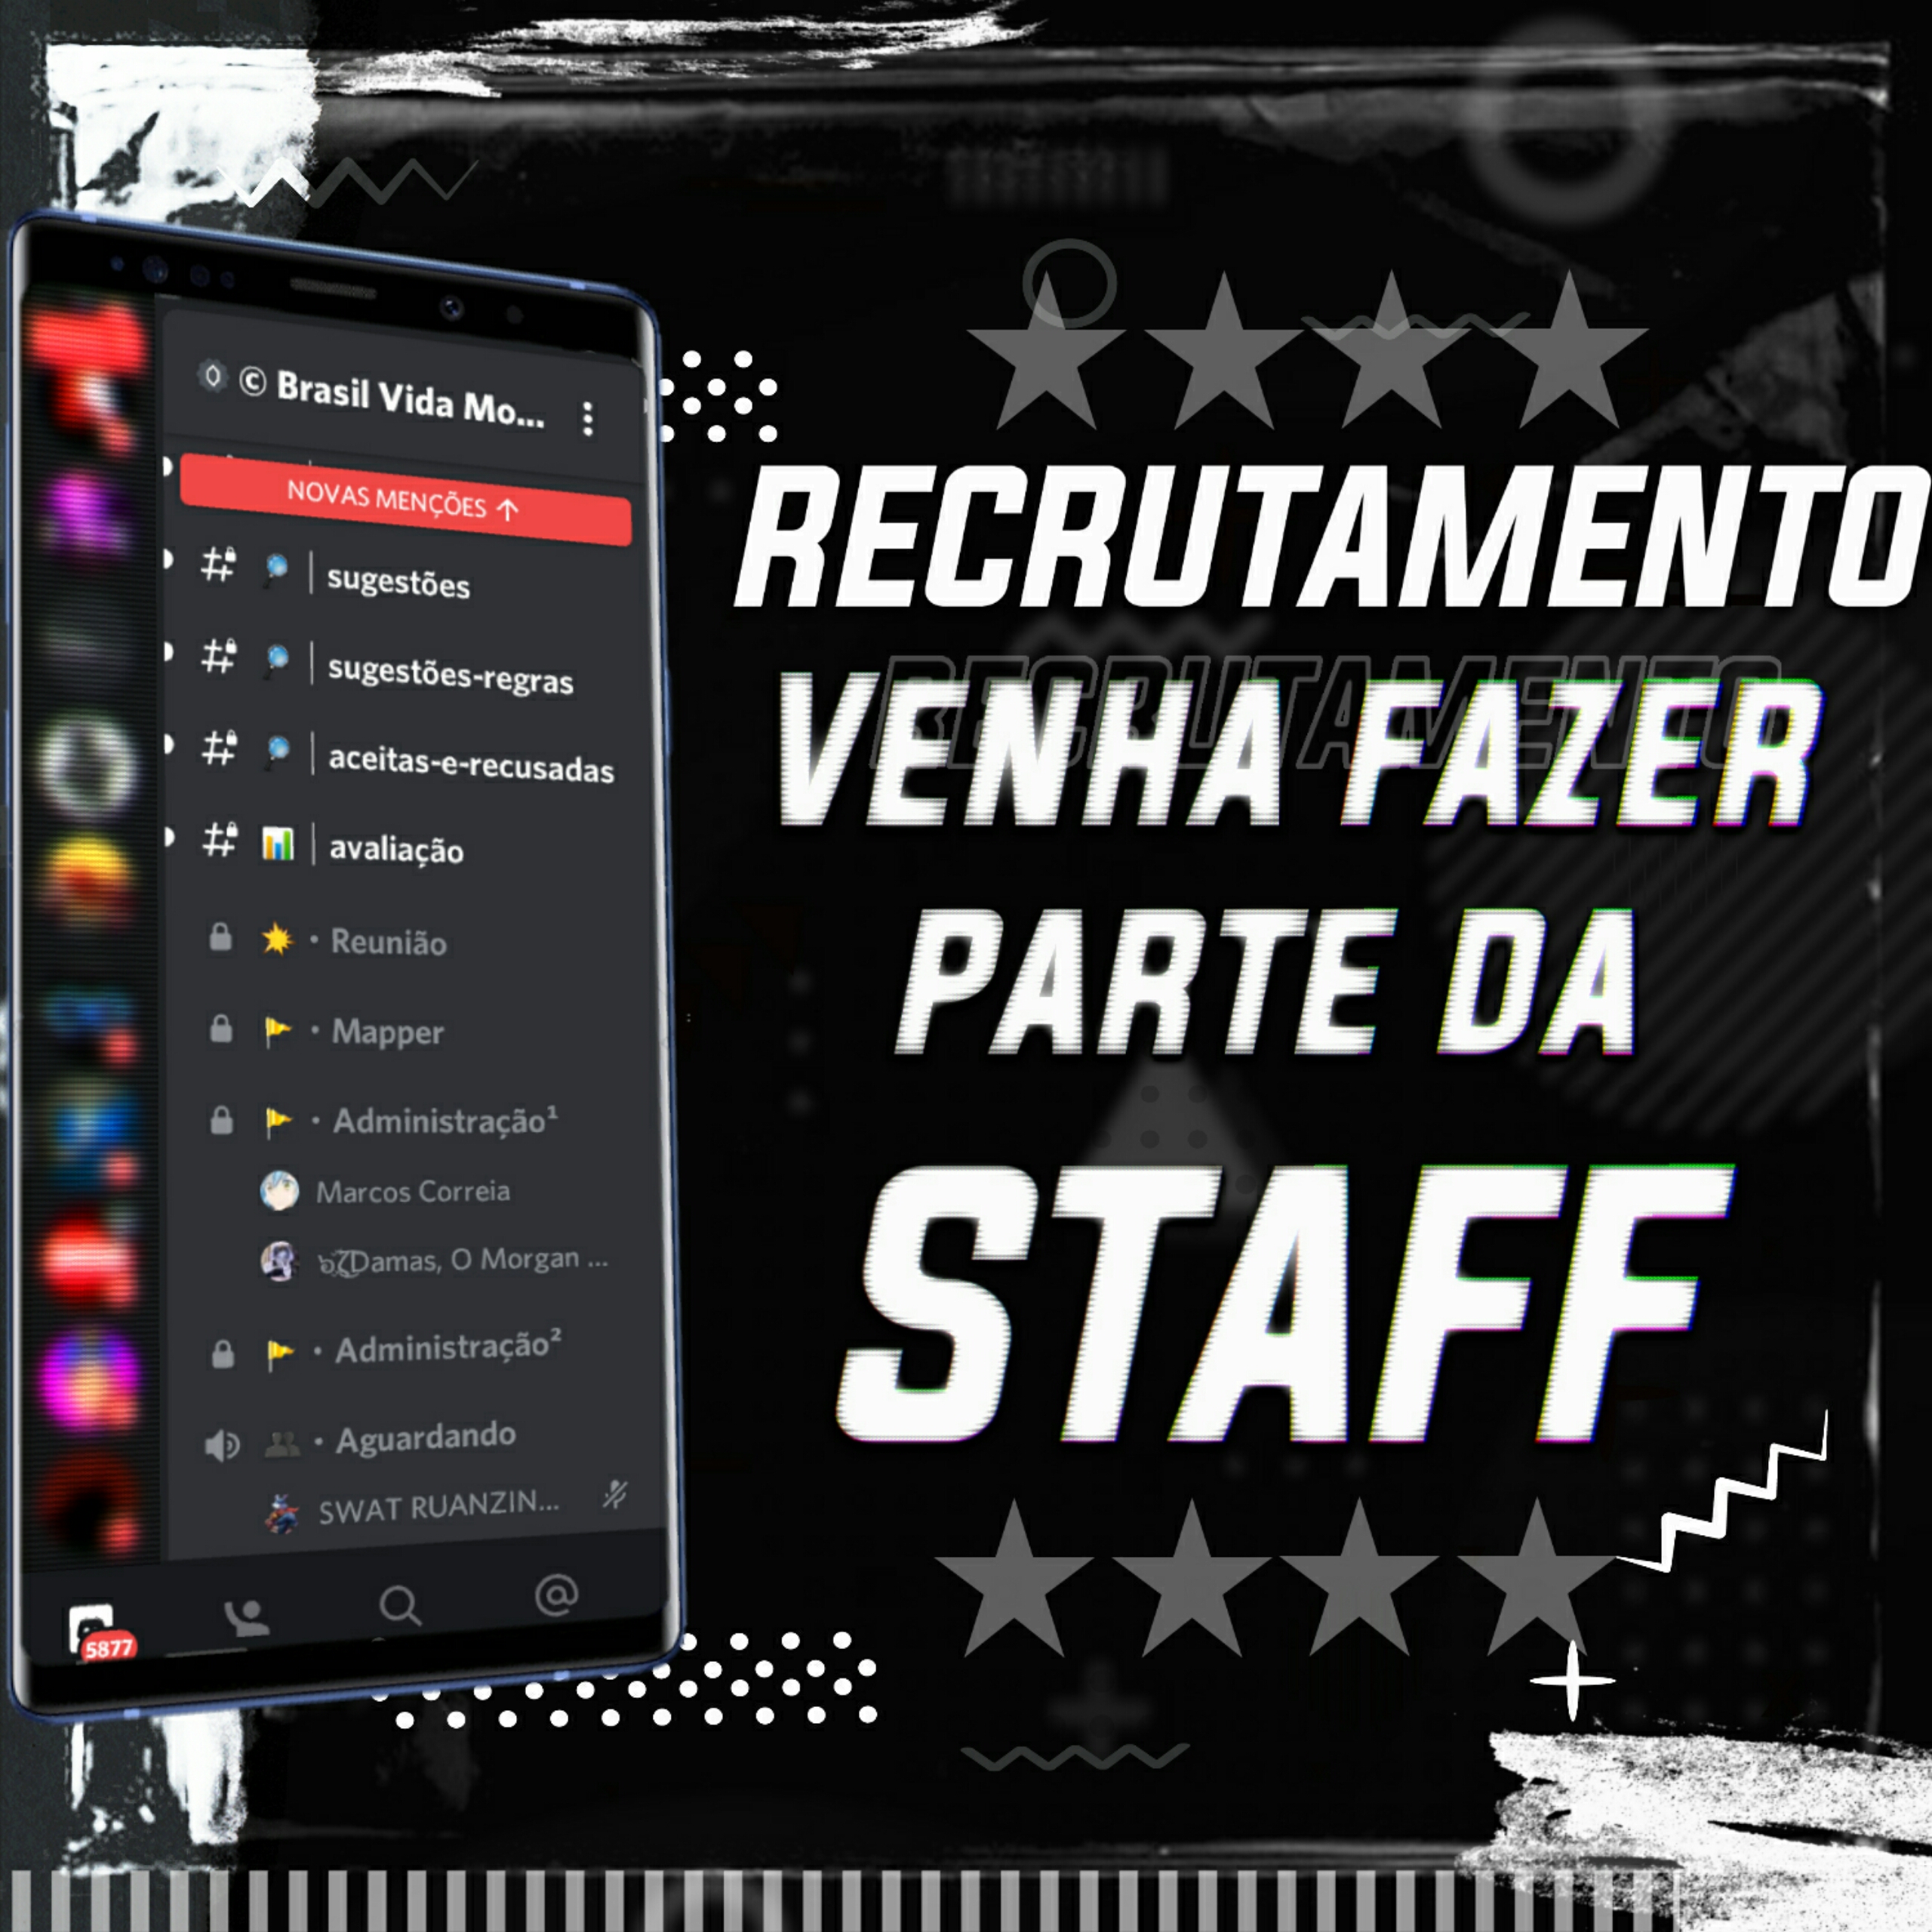 © Brasil Vida Mo...
NOVAS MENÇÕES ↑
sugestões
sugestões-regras
aceitas-e-recusadas
avaliação
• Reunião
• Mapper
• Administração¹
Marcos Correia
Damas, O Morgan ...
• Administração²
• Aguardando
SWAT RUANZIN...
5877
RECRUTAMENTO
RECRUTAMENTO
VENHA FAZER
PARTE DA
STAFF